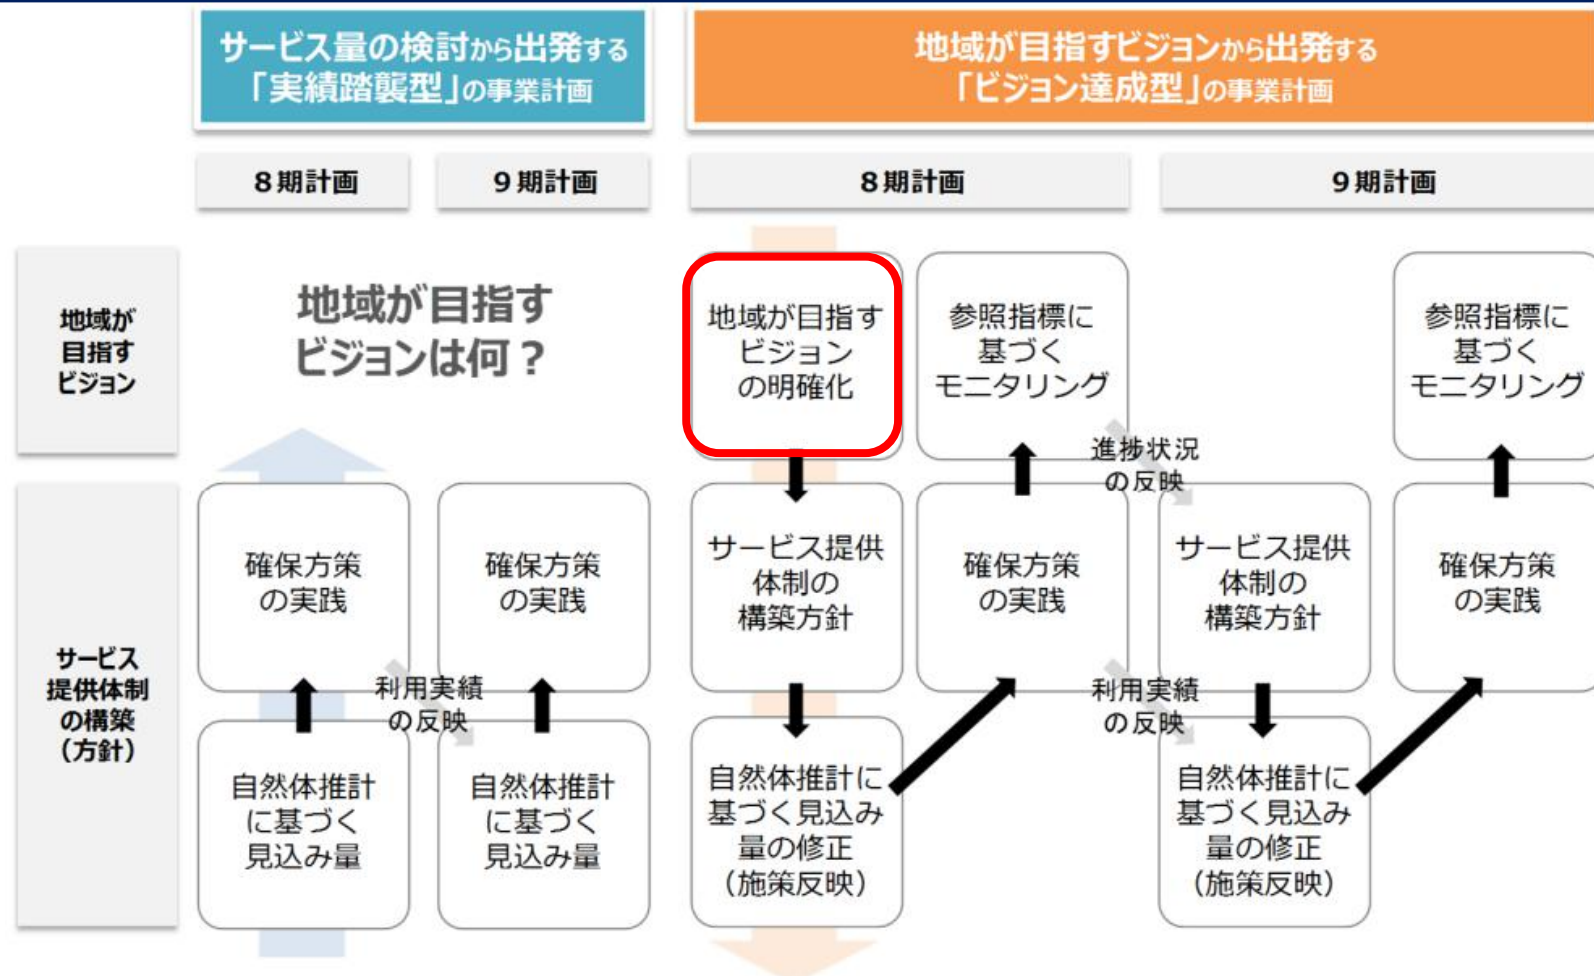 サービス量の検討から出発する
「実績踏襲型」の事業計画
地域が目指すビジョンから出発する
「ビジョン達成型」の事業計画
8期計画
9期計画
8期計画
9期計画
地域が
目指す
ビジョン
地域が目指す
ビジョンは何？
地域が目指す
ビジョン
の明確化
参照指標に
基づく
モニタリング
参照指標に
基づく
モニタリング
進捗状況
の反映
サービス
提供体制
の構築
（方針）
確保方策
の実践
確保方策
の実践
サービス提供
体制の
構築方針
確保方策
の実践
サービス提供
体制の
構築方針
確保方策
の実践
利用実績
の反映
利用実績
の反映
自然体推計
に基づく
見込み量
自然体推計
に基づく
見込み量
自然体推計に
基づく見込み
量の修正
（施策反映）
自然体推計に
基づく見込み
量の修正
（施策反映）